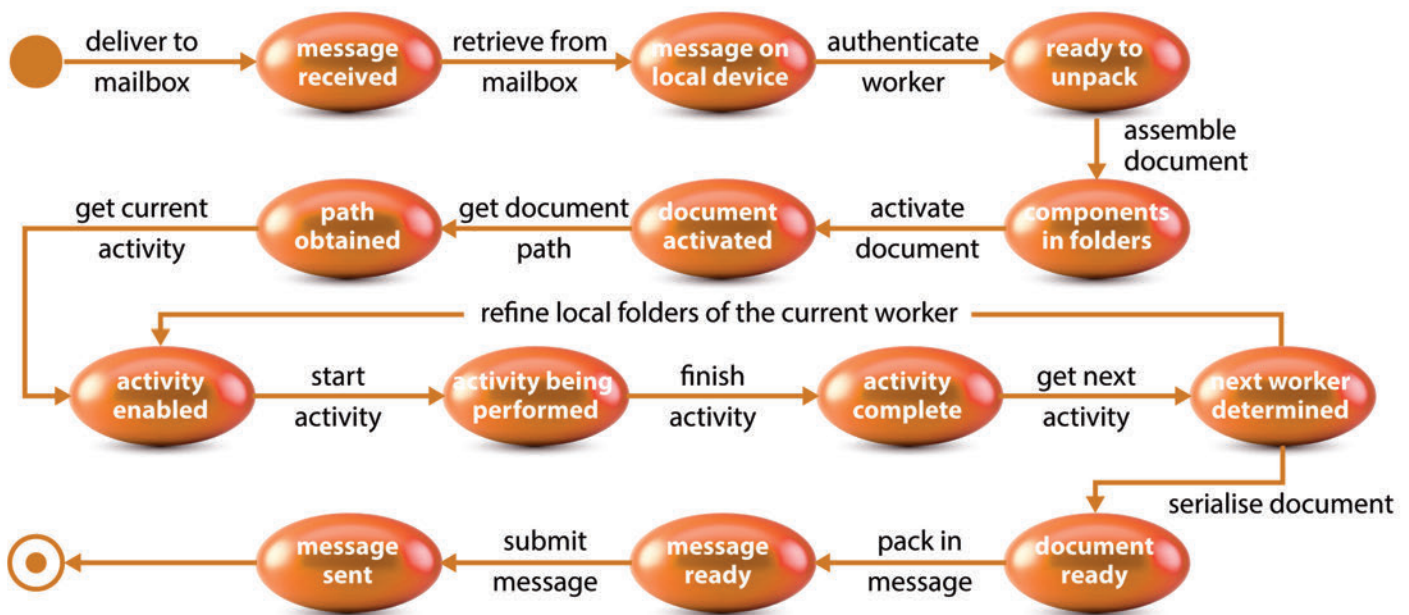 deliver to
mailbox
message
received
retrieve from
mailbox
message on
local device
authenticate
worker
ready to
unpack
assemble
document
get current
activity
path
obtained
get document
path
document
activated
activate
document
components
in folders
refine local folders of the current worker
activity
enabled
start
activity
activity being
performed
finish
activity
activity
complete
get next
activity
next worker
determined
serialise document
message
sent
submit
message
message
ready
pack in
message
document
ready